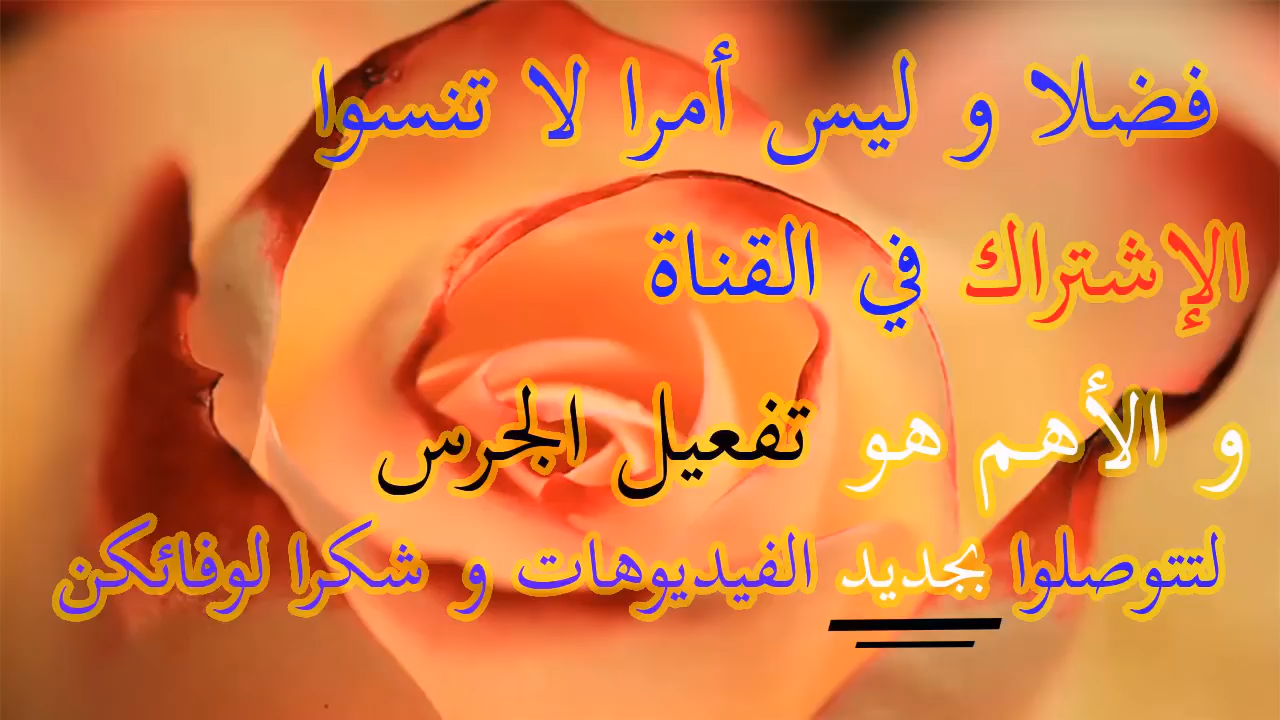 فضلا و ليس أمرا لا تنسوا
الإشتراك في القناة
و الأهم هو تفعيل الجرس
لتتوصلوا بجديد الفيديوهات و شكرا لوفائكن